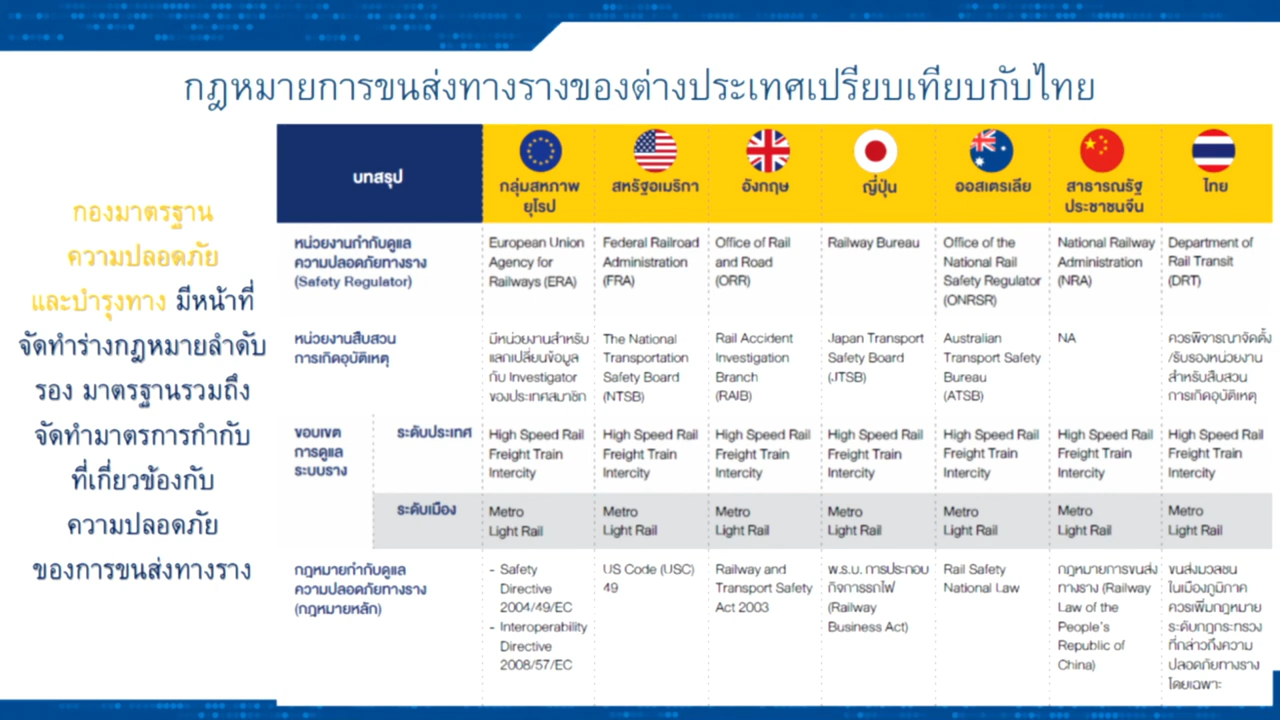 กฎหมายการขนส่งทางรางของต่างประเทศเปรียบเทียบกับไทย
กองมาตรฐาน
ความปลอดภัย
และบำรุงทาง มีหน้าที่
จัดทำร่างกฎหมายลำดับ
รอง มาตรฐานรวมถึง
จัดทำมาตรการกำกับ
ที่เกี่ยวข้องกับ
ความปลอดภัย
ของการขนส่งทางราง
บทสรุป
กลุ่มสหภาพ
ยุโรป
สหรัฐอเมริกา
อังกฤษ
ญี่ปุ่น
ออสเตรเลีย
สาธารณรัฐ
ประชาชนจีน
ไทย
หน่วยงานกำกับดูแล
ความปลอดภัยทางราง
(Safety Regulator)
European Union
Agency for
Railways (ERA)
Federal Railroad
Administration
(FRA)
Office of Rail
and Road
(ORR)
Railway Bureau
Office of the
National Rail
Safety Regulator
(ONRSR)
National Railway
Administration
(NRA)
Department of
Rail Transit
(DRT)
หน่วยงานสืบสวน
การเกิดอุบัติเหตุ
มีหน่วยงานสำหรับ
แลกเปลี่ยนข้อมูล
กับ Investigator
ของประเทศสมาชิก
The National
Transportation
Safety Board
(NTSB)
Rail Accident
Investigation
Branch
(RAIB)
Japan Transport
Safety Board
(JTSB)
Australian
Transport Safety
Bureau
(ATSB)
NA
ควรพิจารณาจัดตั้ง
/รับรองหน่วยงาน
สำหรับสืบสวน
การเกิดอุบัติเหตุ
ขอบเขต
การดูแล
ระบบราง
ระดับประเทศ
High Speed Rail
Freight Train
Intercity
High Speed Rail
Freight Train
Intercity
High Speed Rail
Freight Train
Intercity
High Speed Rail
Freight Train
Intercity
High Speed Rail
Freight Train
Intercity
High Speed Rail
Freight Train
Intercity
High Speed Rail
Freight Train
Intercity
ระดับเมือง
Metro
Light Rail
Metro
Light Rail
Metro
Light Rail
Metro
Light Rail
Metro
Light Rail
Metro
Light Rail
Metro
Light Rail
กฎหมายกำกับดูแล
ความปลอดภัยทางราง
(กฎหมายหลัก)
- Safety
Directive
2004/49/EC
- Interoperability
Directive
2008/57/EC
US Code (USC)
49
Railway and
Transport Safety
Act 2003
พ.ร.บ. การประกอบ
กิจการรถไฟ
(Railway
Business Act)
Rail Safety
National Law
กฎหมายการขนส่ง
ทางราง (Railway
Law of the
People's
Republic of
China)
ขนส่งมวลชน
ในเมืองภูมิภาค
ควรเพิ่มกฎหมาย
ระดับกฎกระทรวง
ที่กล่าวถึงความ
ปลอดภัยทางราง
โดยเฉพาะ